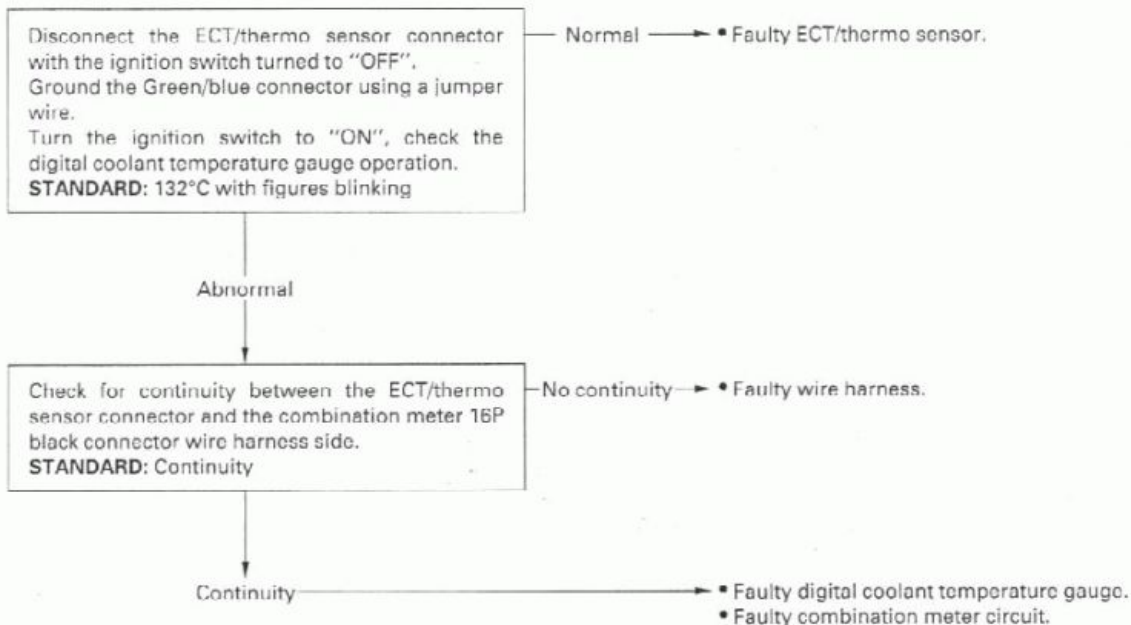 Disconnect the ECT/thermo sensor connector
with the ignition switch turned to "OFF".
Ground the Green/blue connector using a jumper
wire.
Turn the ignition switch to "ON", check the
digital coolant temperature gauge operation.
STANDARD: 132°C with figures blinking
Normal
• Faulty ECT/thermo sensor.
Abnormal
Check for continuity between the ECT/thermo
sensor connector and the combination meter 16P
black connector wire harness side.
STANDARD: Continuity
No continuity
• Faulty wire harness.
Continuity
• Faulty digital coolant temperature gauge.
• Faulty combination meter circuit.